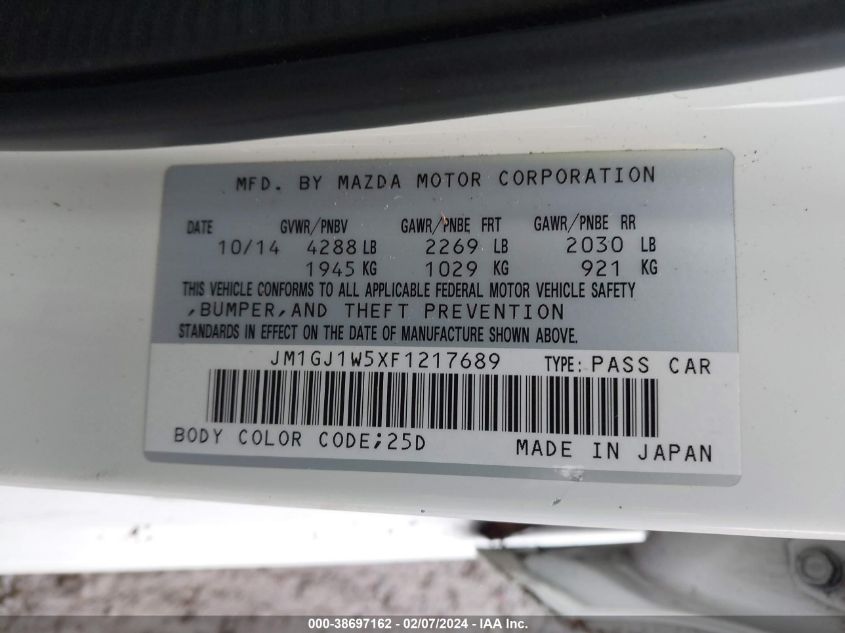 MFD. BY MAZDA MOTOR CORPORATION
DATE GVWR/PNBV GAWR/PNBE FRT GAWR/PNBE RR
10/14 4288 LB 2269 LB 2030 LB
1945 KG 1029 KG 921 KG
THIS VEHICLE CONFORMS TO ALL APPLICABLE FEDERAL MOTOR VEHICLE SAFETY
,BUMPER,AND THEFT PREVENTION
STANDARDS IN EFFECT ON THE DATE OF MANUFACTURE SHOWN ABOVE.
JM1GJ1W5XF1217689 TYPE: PASS CAR
BODY COLOR CODE;25D MADE IN JAPAN
000-38697162 - 02/07/2024 - IAA Inc.